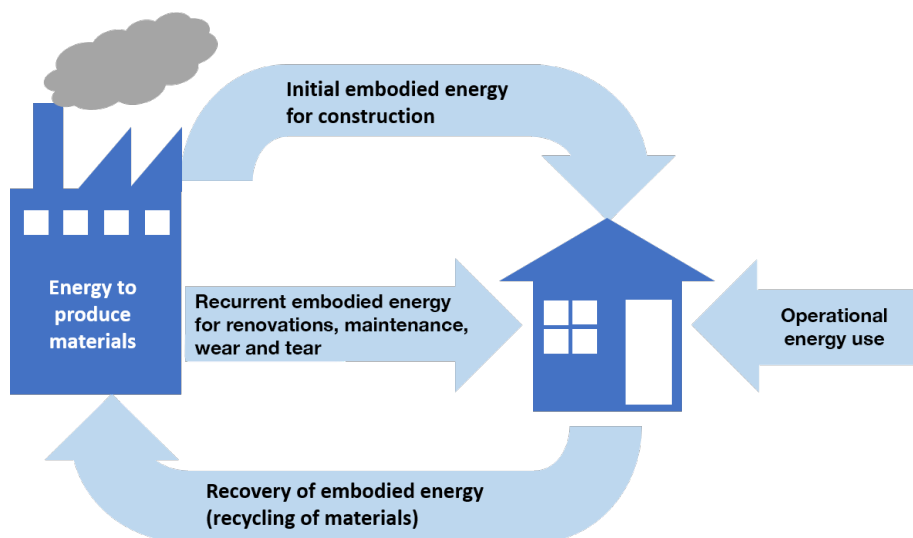 Initial embodied energy
for construction
Energy to
produce
materials
Recurrent embodied energy
for renovations, maintenance,
wear and tear
Operational
energy use
Recovery of embodied energy
(recycling of materials)